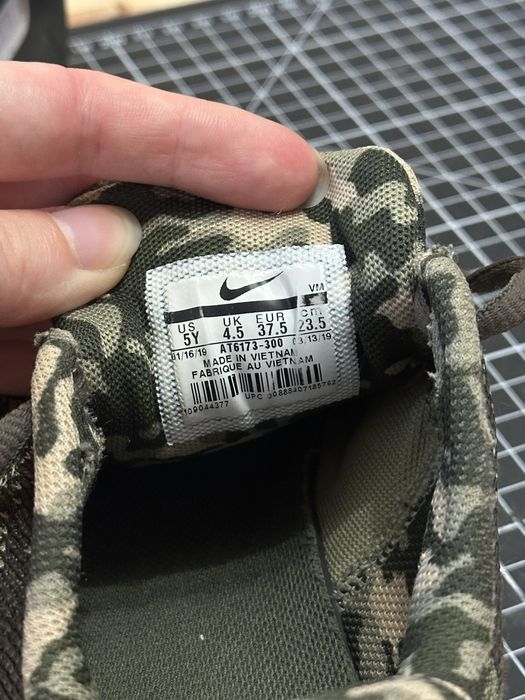 VM
US UK EUR cm
5Y 4.5 37.5 23.5
01/16/19 AT6173-300 03/13/19
MADE IN VIETNAM
FABRIQUE AU VIETNAM
UPC 00888407185762